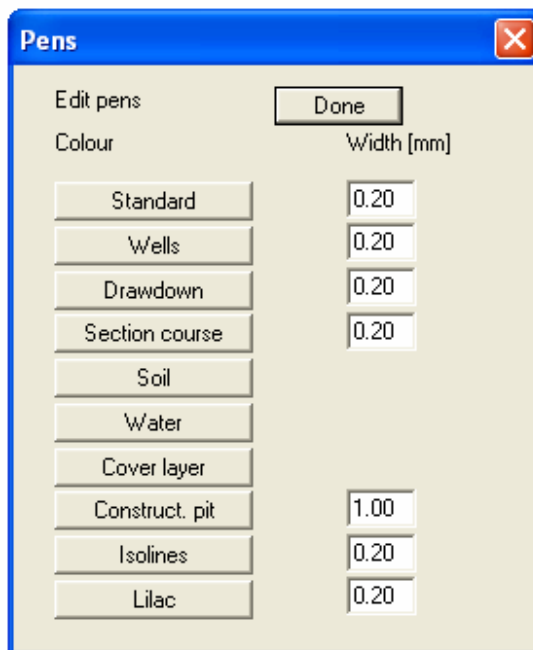 Pens
Edit pens Done
Colour Width [mm]
Standard 0.20
Wells 0.20
Drawdown 0.20
Section course 0.20
Soil
Water
Cover layer
Construct. pit 1.00
Isolines 0.20
Lilac 0.20